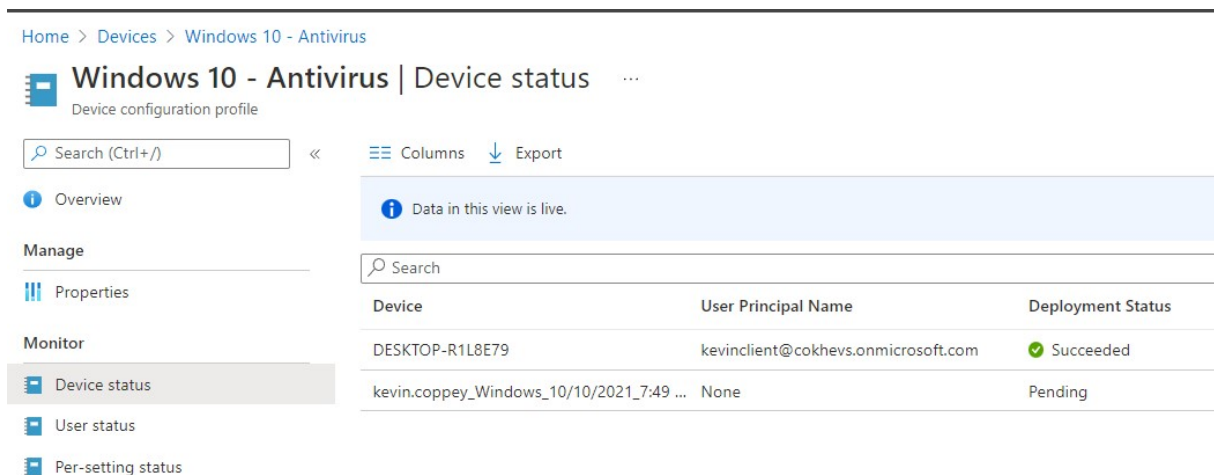 Home > Devices > Windows 10 - Antivirus
Windows 10 - Antivirus | Device status ...
Device configuration profile
Search (Ctrl+/)
«
Columns
Export
Overview
Data in this view is live.
Manage
Search
Properties
Device User Principal Name Deployment Status
Monitor
DESKTOP-R1L8E79 kevinclient@cokhevs.onmicrosoft.com Succeeded
Device status
kevin.coppey_Windows_10/10/2021_7:49 ... None Pending
User status
Per-setting status